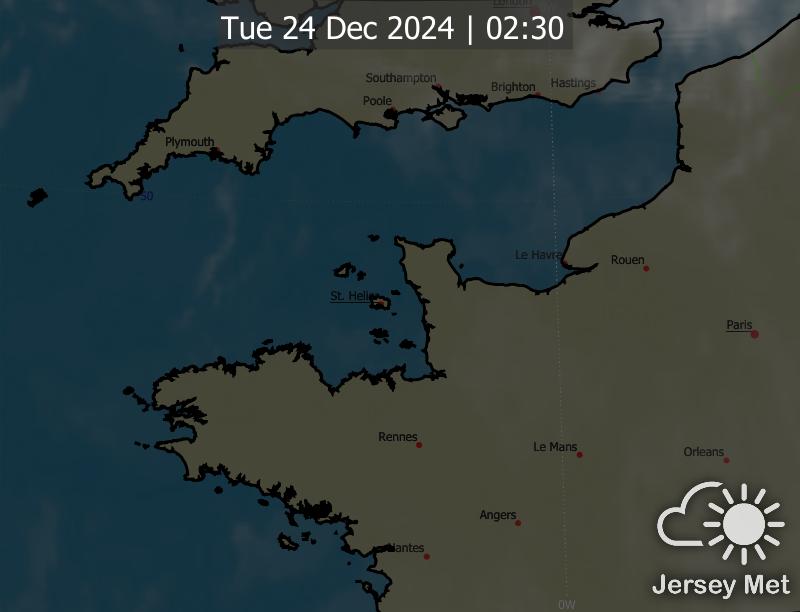 London
Tue 24 Dec 2024 | 02:30
Southampton
Brighton
Hastings
Poole
Plymouth
50
Le Havre
Rouen
St. Helier
Paris
Rennes
Le Mans
Orleans
Angers
Nantes
Jersey Met
0W